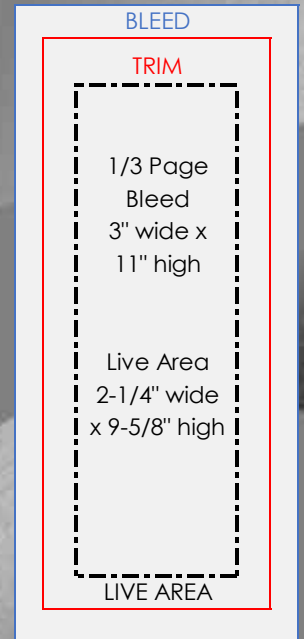 BLEED
TRIM
1/3 Page
Bleed
3" wide x
11" high
Live Area
2-1/4" wide
x 9-5/8" high
LIVE AREA